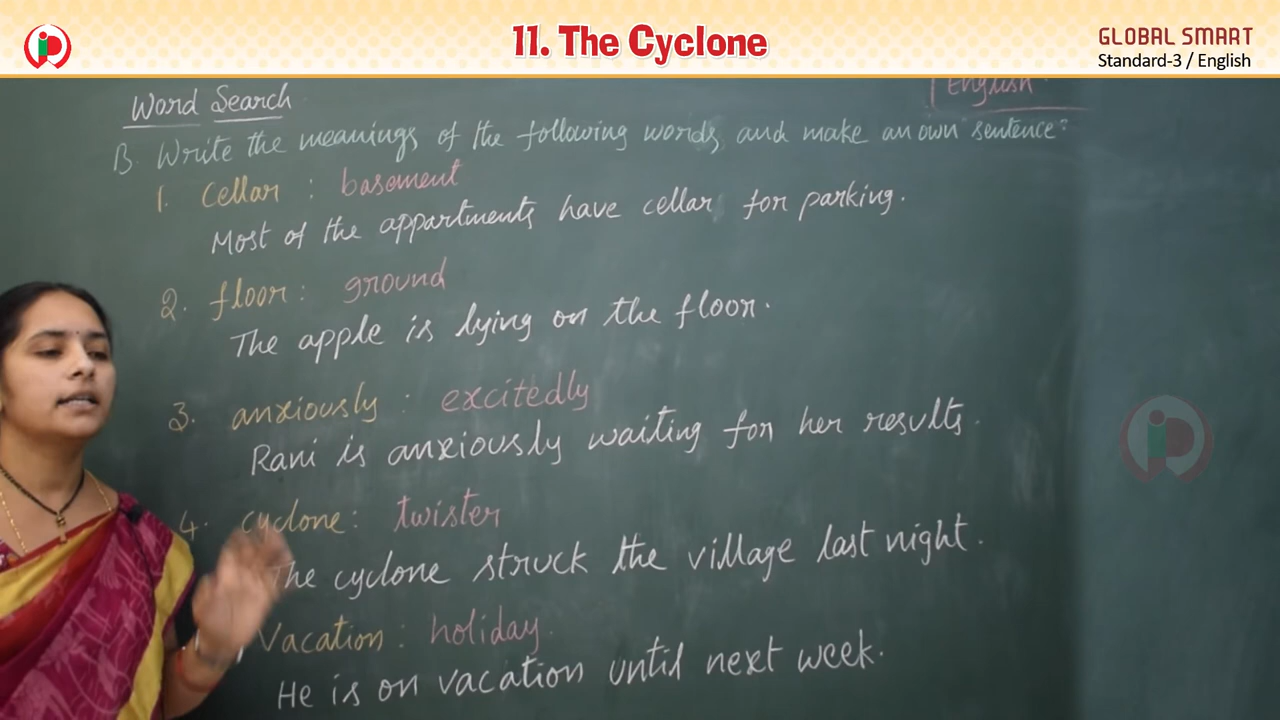 11. The Cyclone
GLOBAL SMART
Standard-3 / English
English
Word Search
B. Write the meanings of the following words, and make an own sentence:
1. Cellar : basement
Most of the appartments have cellar for parking.
2. floor : ground
The apple is lying on the floor.
3. anxiously : excitedly
Rani is anxiously waiting for her results.
4. cyclone : twister
The cyclone struck the village last night.
Vacation : holiday.
He is on vacation until next week.